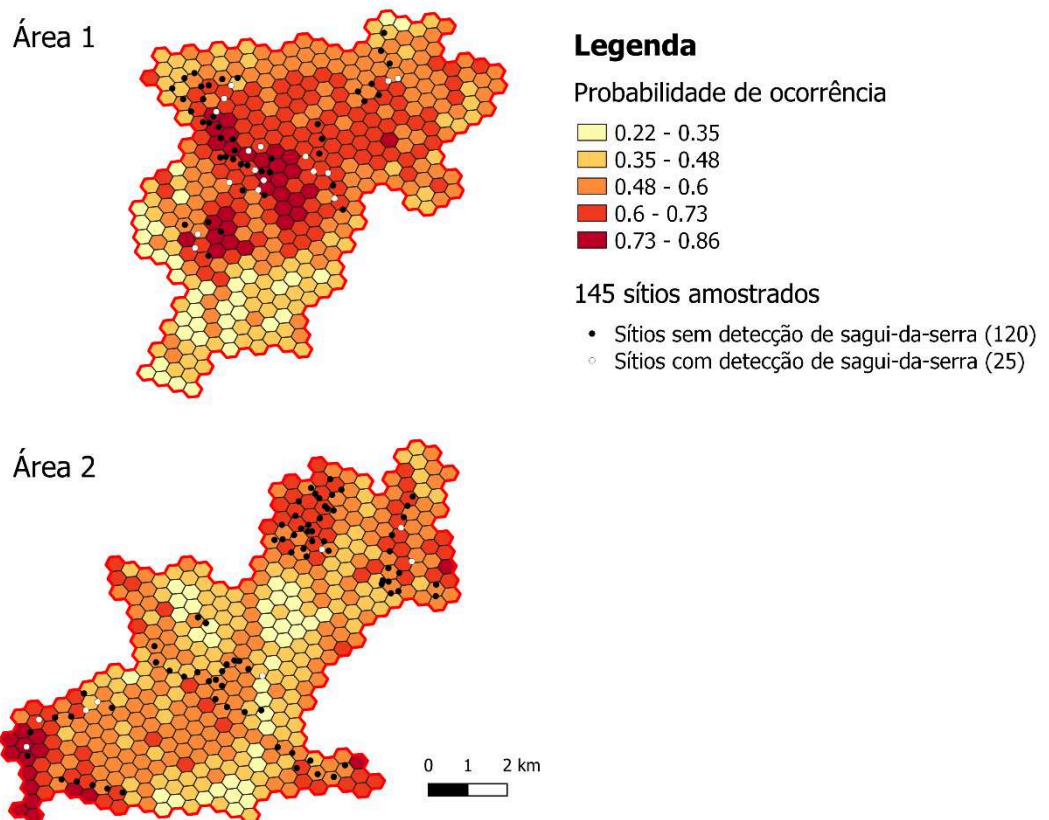 Área 1
Legenda
Probabilidade de ocorrência
0.22 - 0.35
0.35 - 0.48
0.48 - 0.6
0.6 - 0.73
0.73 - 0.86
145 sítios amostrados
Sítios sem detecção de sagui-da-serra (120)
Sítios com detecção de sagui-da-serra (25)
Área 2
0 1 2 km